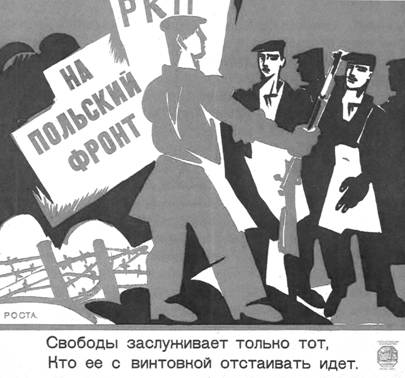 РКП
НА
ПОЛЬСКИЙ
ФРОНТ
РОСТА.
Свободы заслуживает только тот,
Кто ее с винтовкой отстаивать идет.